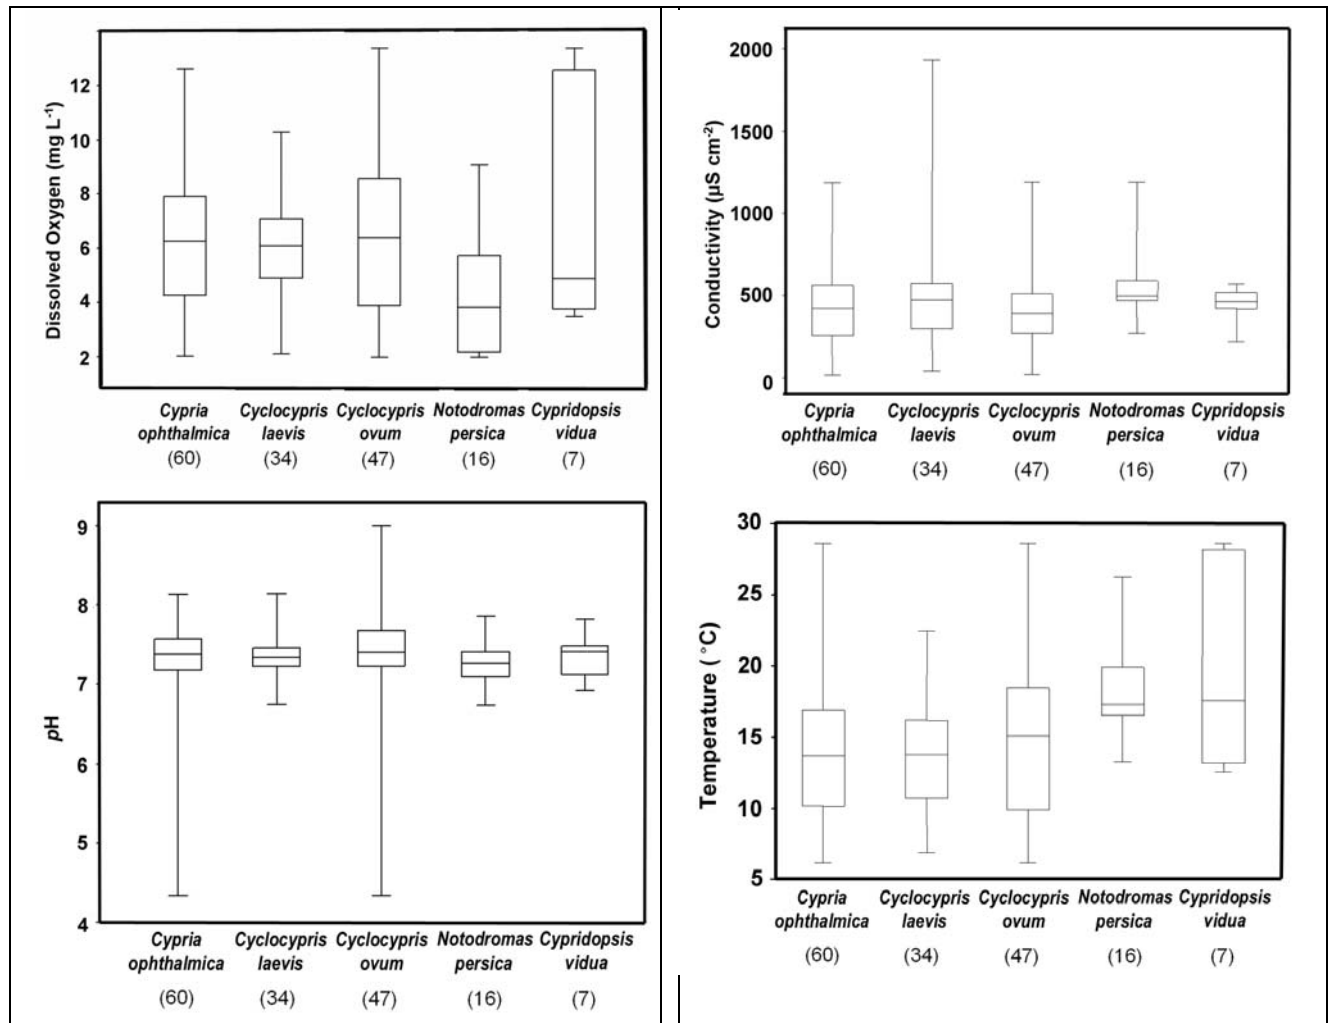 Dissolved Oxygen (mg L-1)
12
10
8
6
4
2
Cypria Cyclocypris Cyclocypris Notodromas Cypridopsis
ophthalmica laevis ovum persica vidua
(60) (34) (47) (16) (7)
Conductivity (µS cm-2)
2000
1500
1000
500
0
Cypria Cyclocypris Cyclocypris Notodromas Cypridopsis
ophthalmica laevis ovum persica vidua
(60) (34) (47) (16) (7)
pH
9
8
7
6
5
4
Cypria Cyclocypris Cyclocypris Notodromas Cypridopsis
ophthalmica laevis ovum persica vidua
(60) (34) (47) (16) (7)
Temperature ( °C)
30
25
20
15
10
5
Cypria Cyclocypris Cyclocypris Notodromas Cypridopsis
ophthalmica laevis ovum persica vidua
(60) (34) (47) (16) (7)